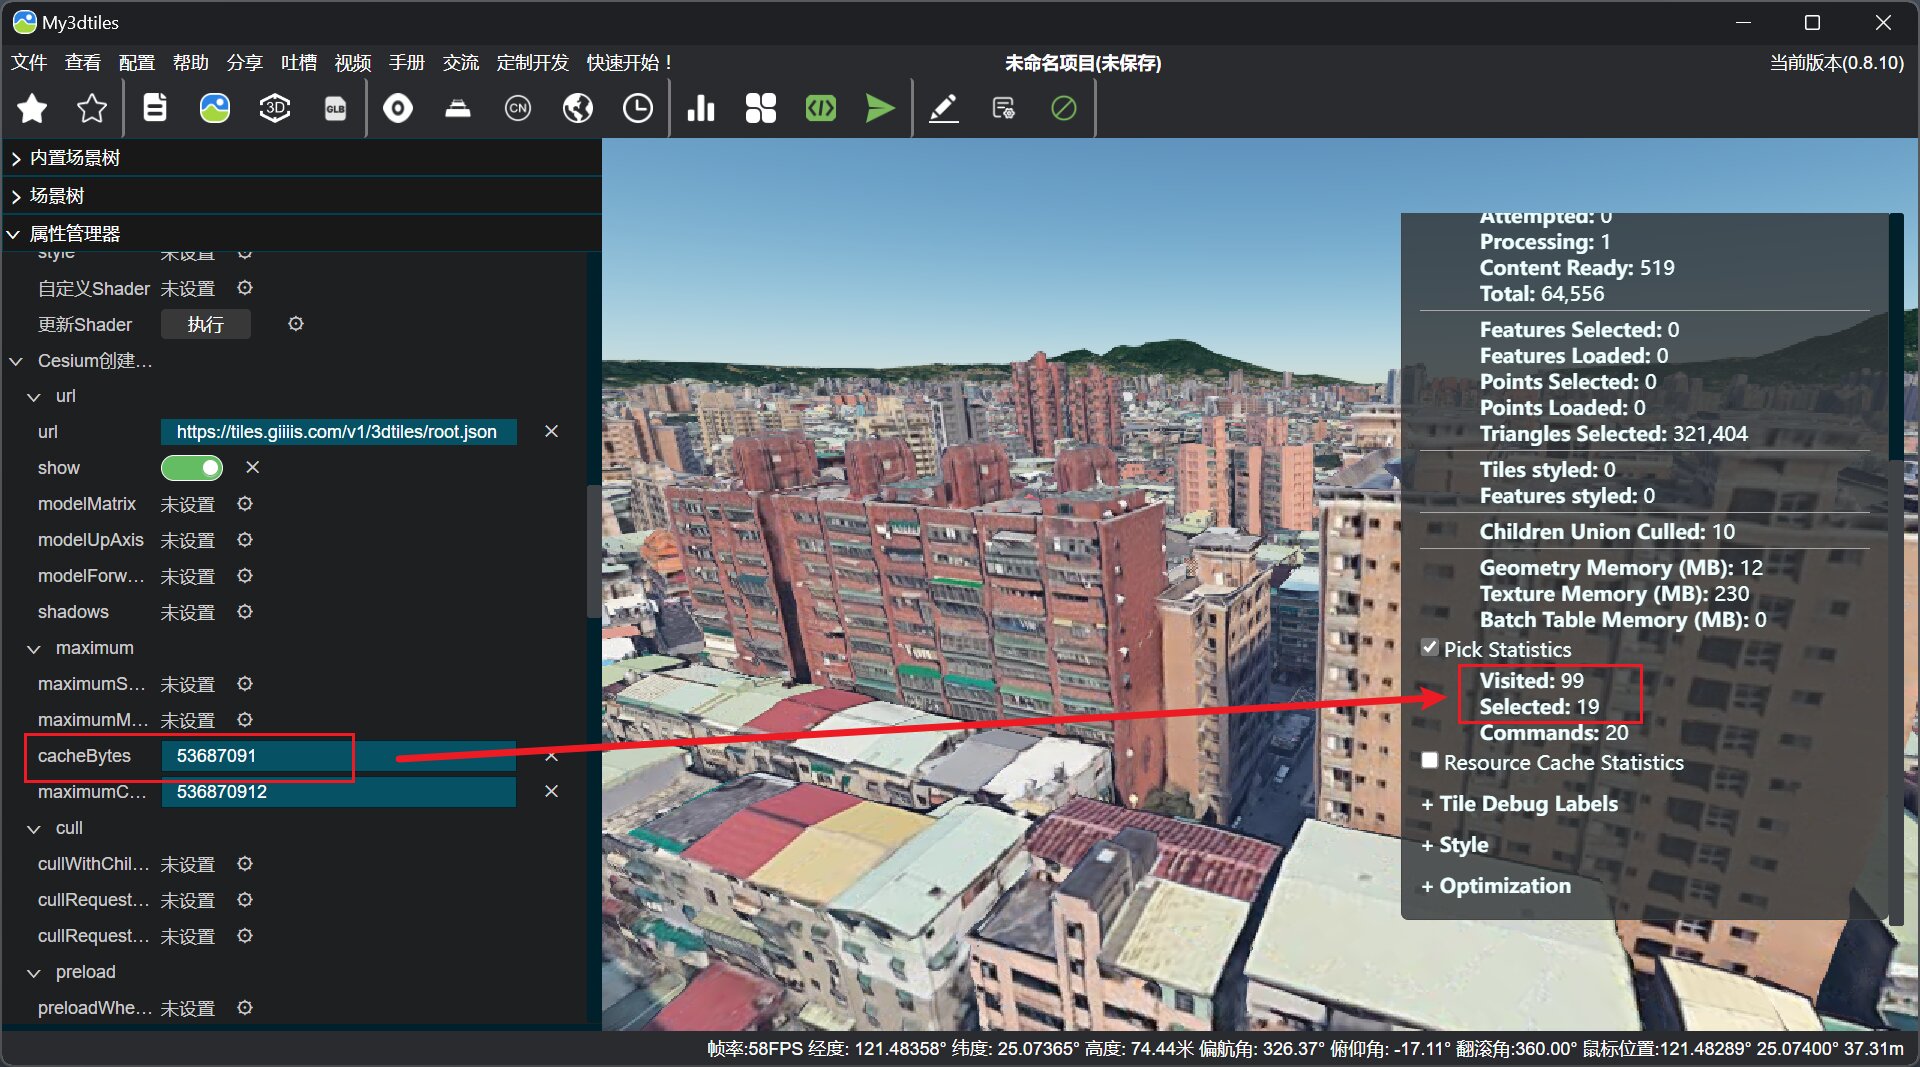 My3dtiles
文件 查看 配置 帮助 分享 吐槽 视频 手册 交流 定制开发 快速开始！
未命名项目(未保存)
当前版本(0.8.10)
3D
GLB
CN
内置场景树
场景树
属性管理器
style 未设置
自定义Shader 未设置
更新Shader 执行
Cesium创建...
url
url https://tiles.giiiis.com/v1/3dtiles/root.json
show
modelMatrix 未设置
modelUpAxis 未设置
modelForw... 未设置
shadows 未设置
maximum
maximumS... 未设置
maximumM... 未设置
cacheBytes 53687091
maximumC... 536870912
cull
cullWithChil... 未设置
cullRequest... 未设置
cullRequest... 未设置
preload
preloadWhe... 未设置
Attempted: 0
Processing: 1
Content Ready: 519
Total: 64,556
Features Selected: 0
Features Loaded: 0
Points Selected: 0
Points Loaded: 0
Triangles Selected: 321,404
Tiles styled: 0
Features styled: 0
Children Union Culled: 10
Geometry Memory (MB): 12
Texture Memory (MB): 230
Batch Table Memory (MB): 0
Pick Statistics
Visited: 99
Selected: 19
Commands: 20
Resource Cache Statistics
+ Tile Debug Labels
+ Style
+ Optimization
帧率:58FPS 经度: 121.48358° 纬度: 25.07365° 高度: 74.44米 偏航角: 326.37° 俯仰角: -17.11° 翻滚角:360.00° 鼠标位置:121.48289° 25.07400° 37.31m